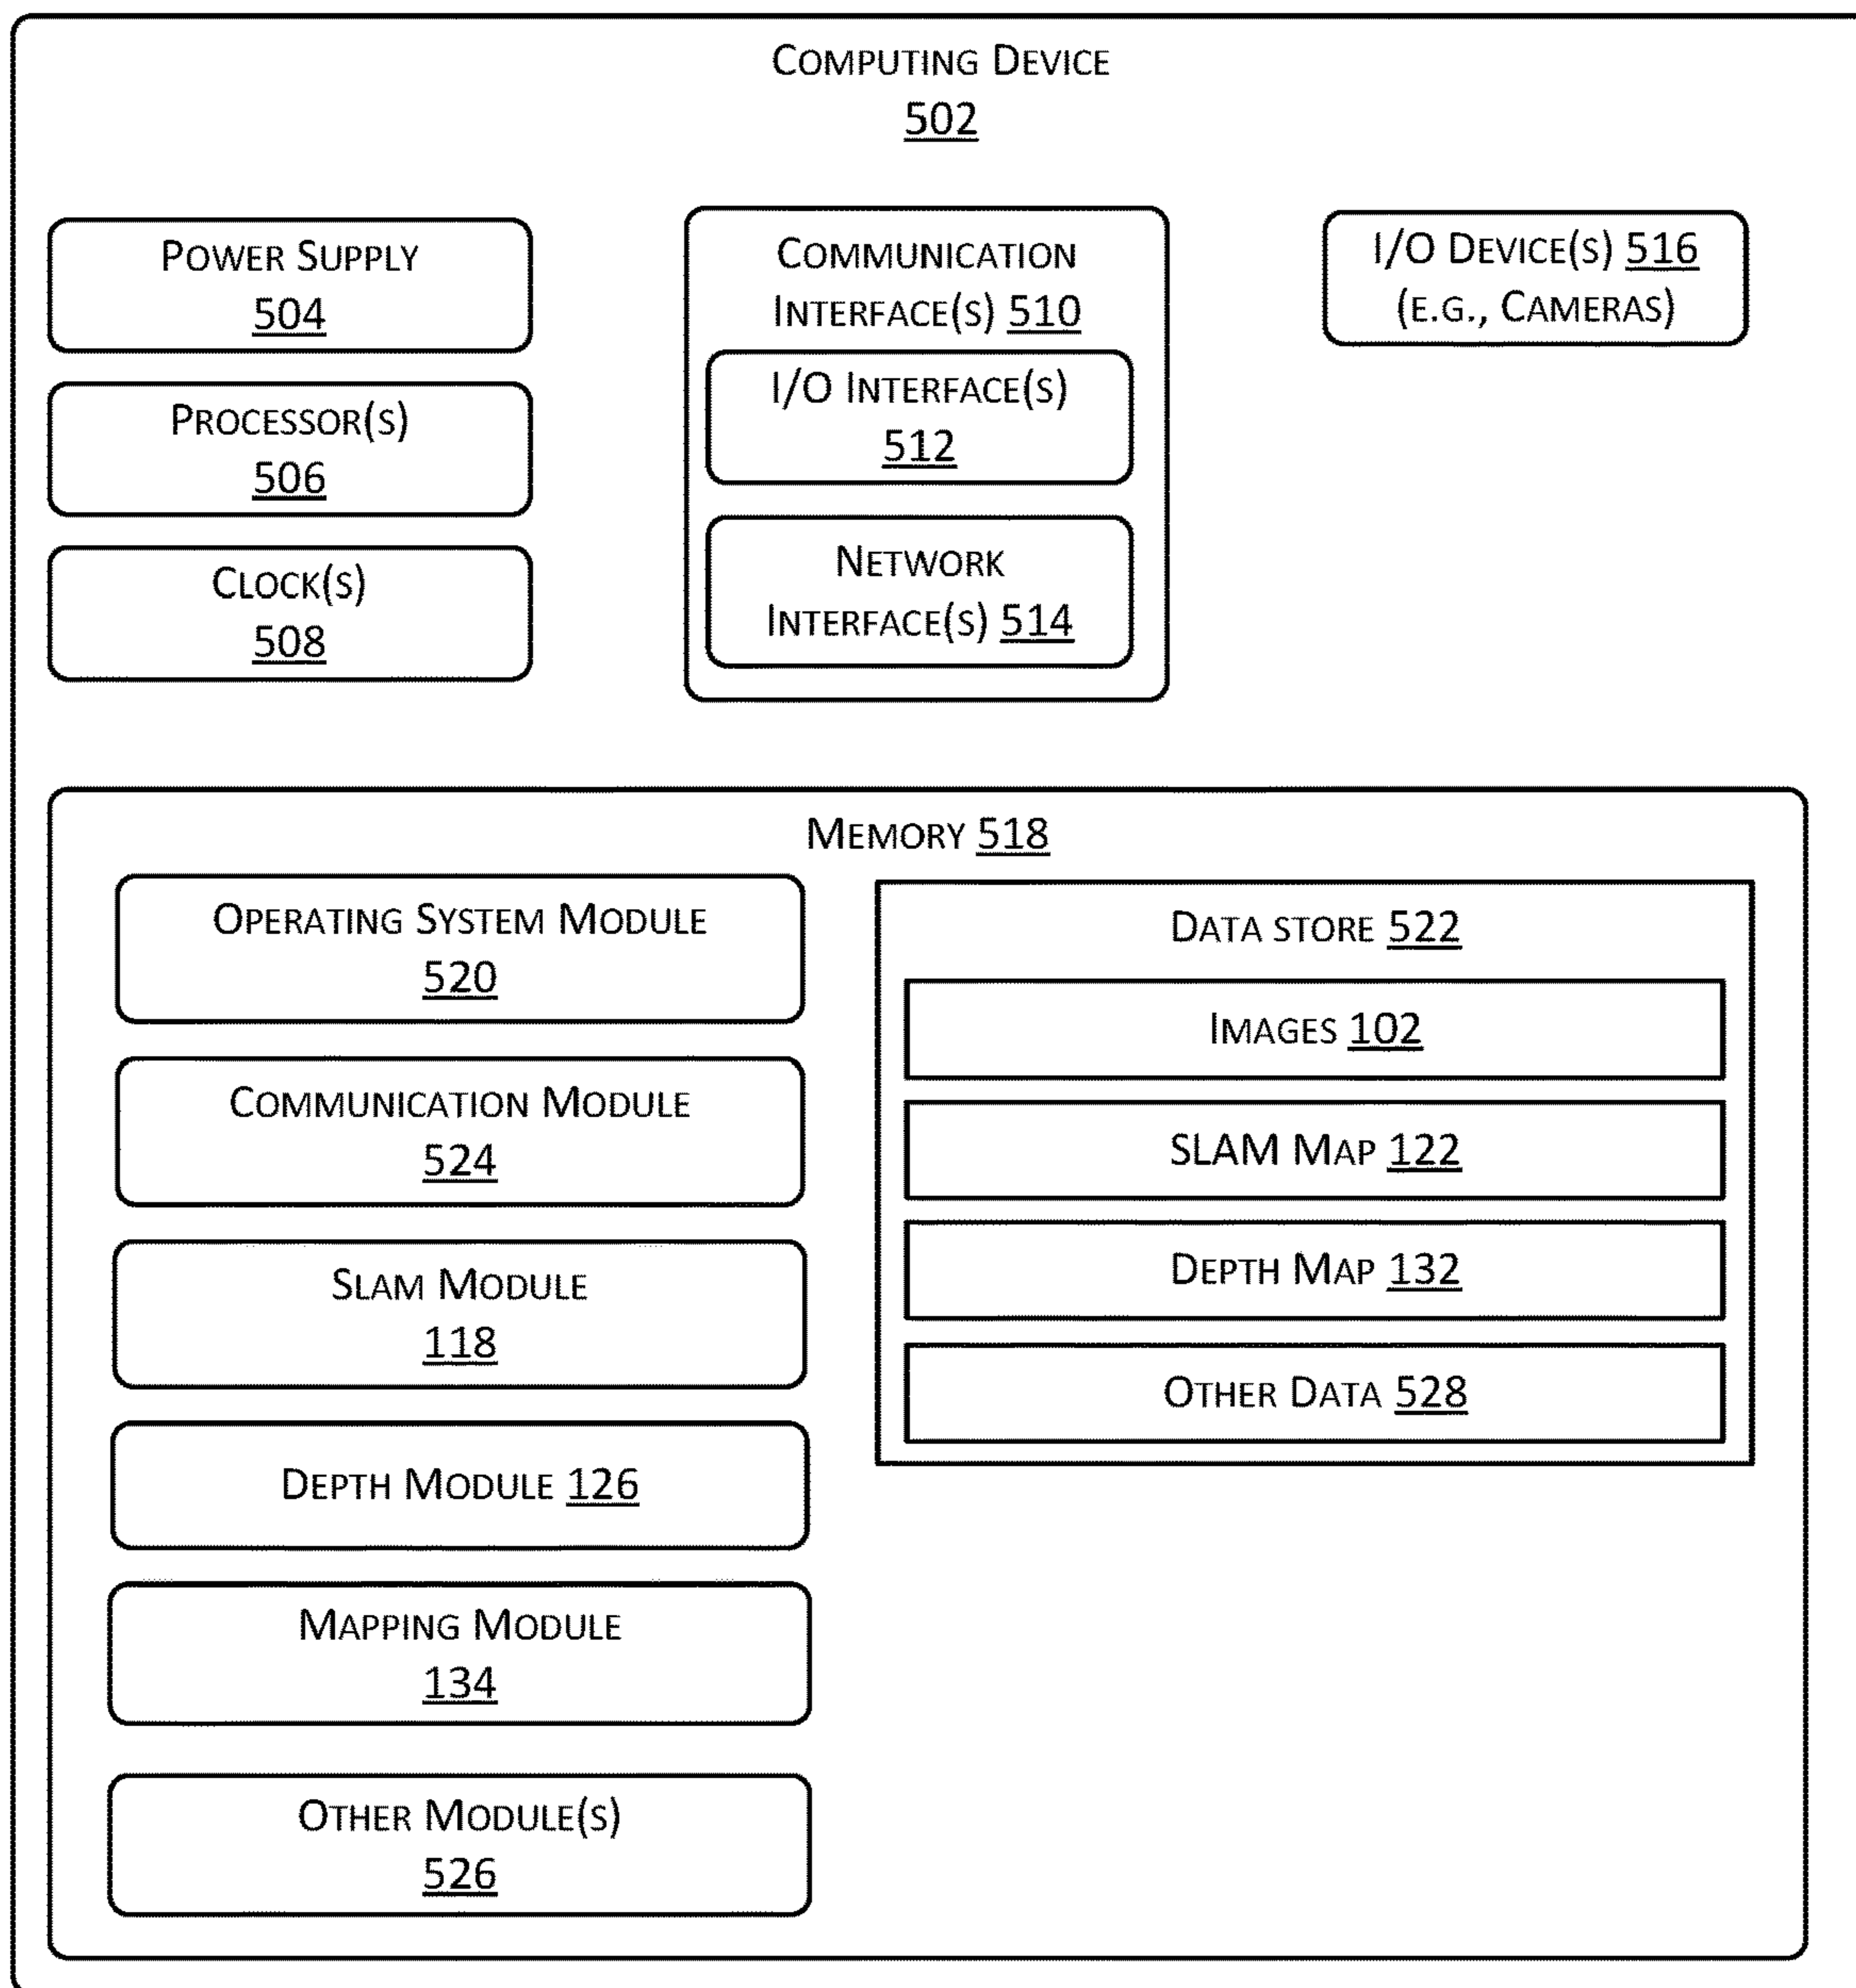 Computing Device
502
Power Supply
504
Processor(s)
506
Clock(s)
508
Communication
Interface(s) 510
I/O Interface(s)
512
Network
Interface(s) 514
I/O Device(s) 516
(e.g., Cameras)
Memory 518
Operating System Module
520
Communication Module
524
Slam Module
118
Depth Module 126
Mapping Module
134
Other Module(s)
526
Data store 522
Images 102
SLAM Map 122
Depth Map 132
Other Data 528